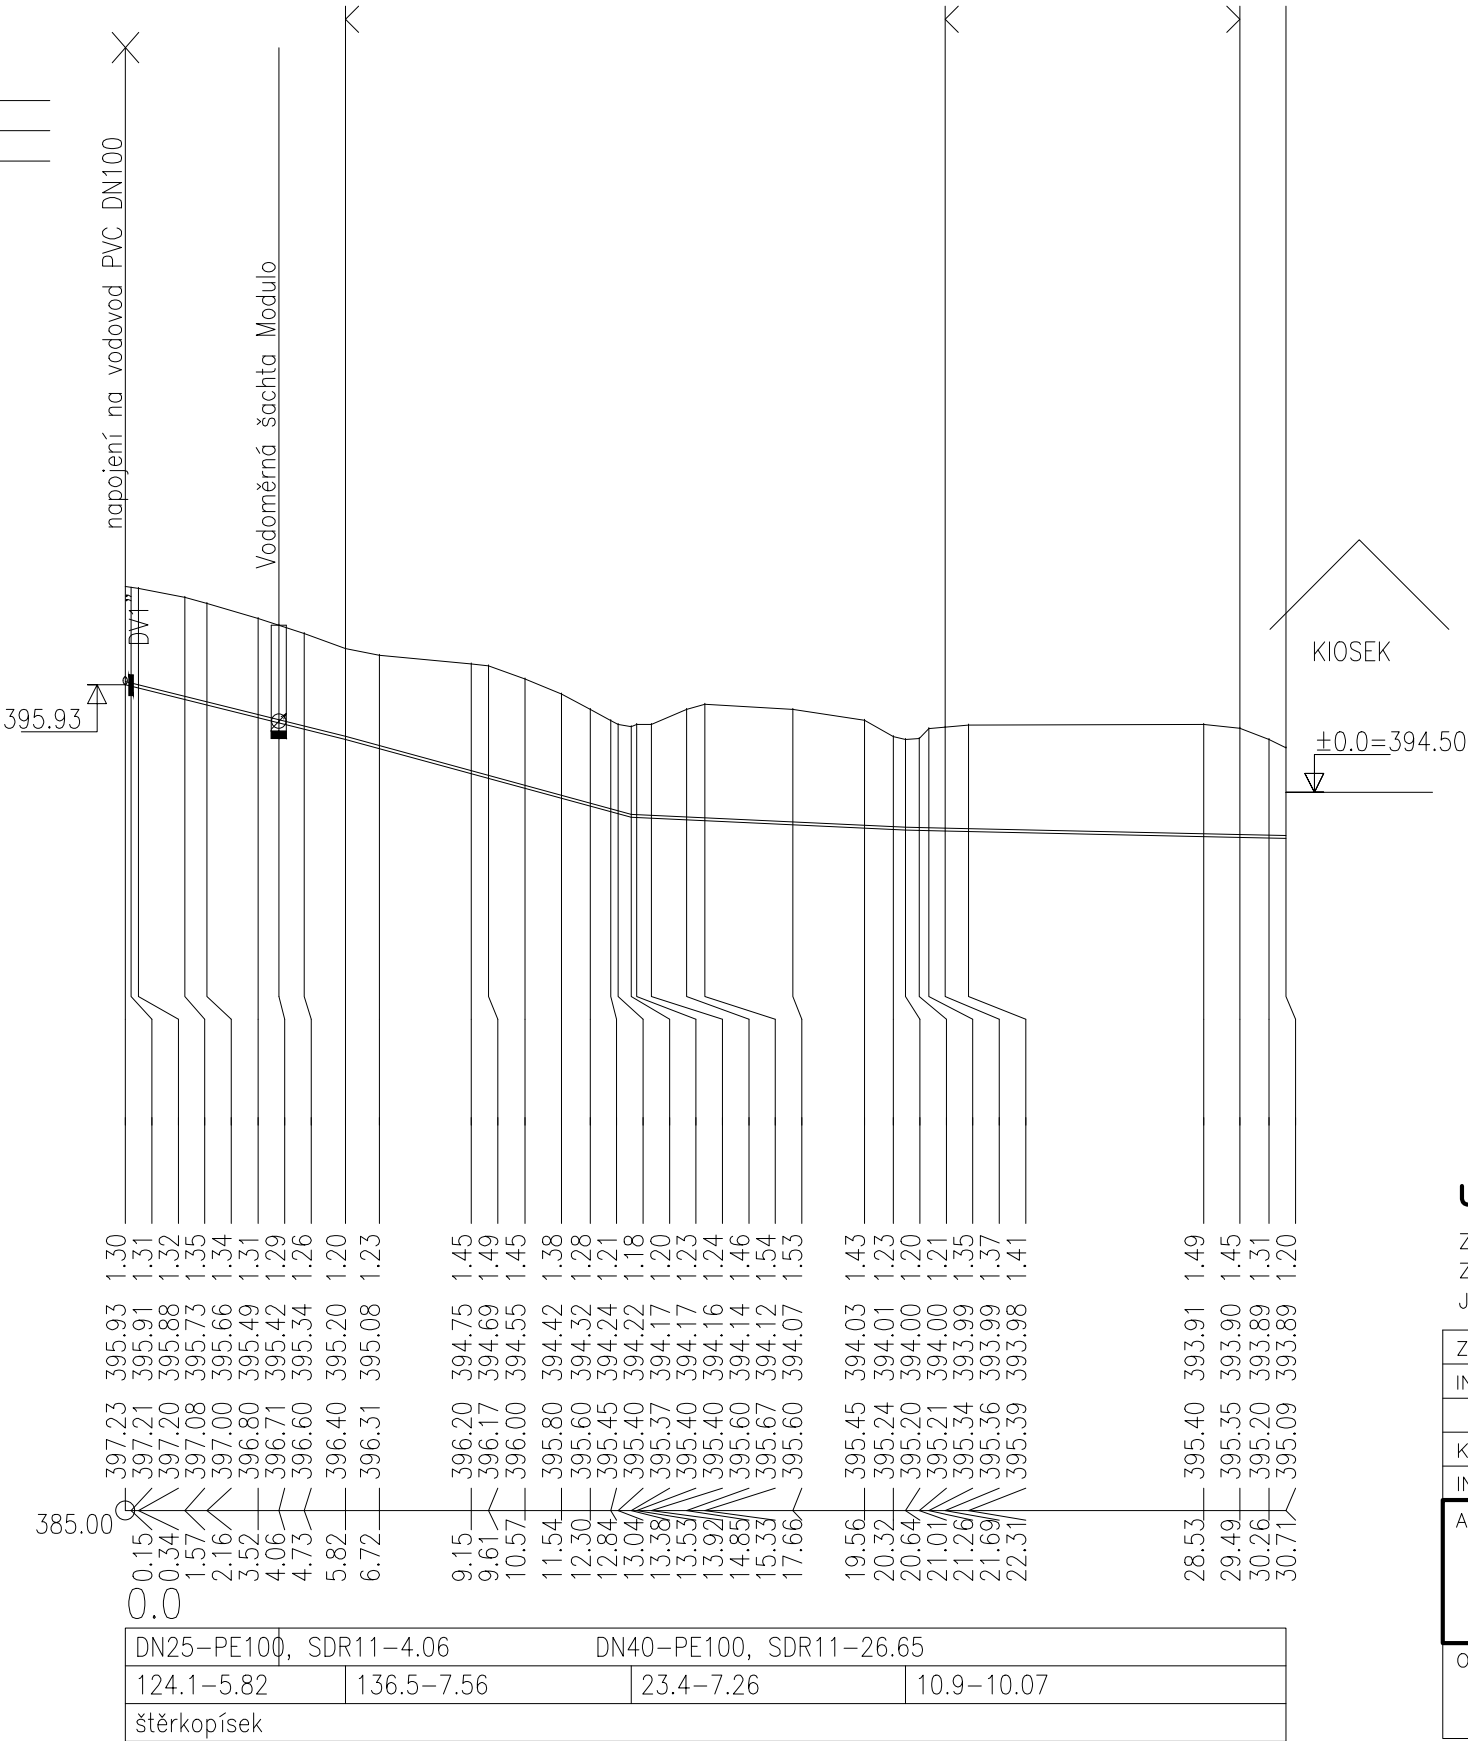 napojení na vodovod PVC DN100
Vodoměrná šachta Modulo
DV1"
KIOSEK
395.93
±0.0=394.50
1.30 1.31 1.32 1.35 1.34 1.31 1.29 1.26 1.20 1.23 1.45 1.49 1.45 1.38 1.28 1.21 1.18 1.20 1.23 1.24 1.46 1.54 1.53 1.43 1.23 1.20 1.21 1.35 1.37 1.41 1.49 1.45 1.31 1.20
395.93 395.91 395.88 395.73 395.66 395.49 395.42 395.34 395.20 395.08 394.75 394.69 394.55 394.42 394.32 394.24 394.22 394.17 394.17 394.16 394.14 394.12 394.07 394.03 394.01 394.00 394.00 393.99 393.99 393.98 393.91 393.90 393.89 393.89
397.23 397.21 397.20 397.08 397.00 396.80 396.71 396.60 396.40 396.31 396.20 396.17 396.00 395.80 395.60 395.45 395.40 395.37 395.40 395.40 395.60 395.67 395.60 395.45 395.24 395.20 395.21 395.34 395.36 395.39 395.40 395.35 395.20 395.09
385.00
0.15 0.34 1.57 2.16 3.52 4.06 4.73 5.82 6.72 9.15 9.61 10.57 11.54 12.30 12.84 13.04 13.38 13.53 13.92 14.85 15.33 17.66 19.56 20.32 20.64 21.01 21.26 21.69 22.31 28.53 29.49 30.26 30.71
0.0
DN25-PE100, SDR11-4.06 DN40-PE100, SDR11-26.65
124.1-5.82 136.5-7.56 23.4-7.26 10.9-10.07
štěrkopísek